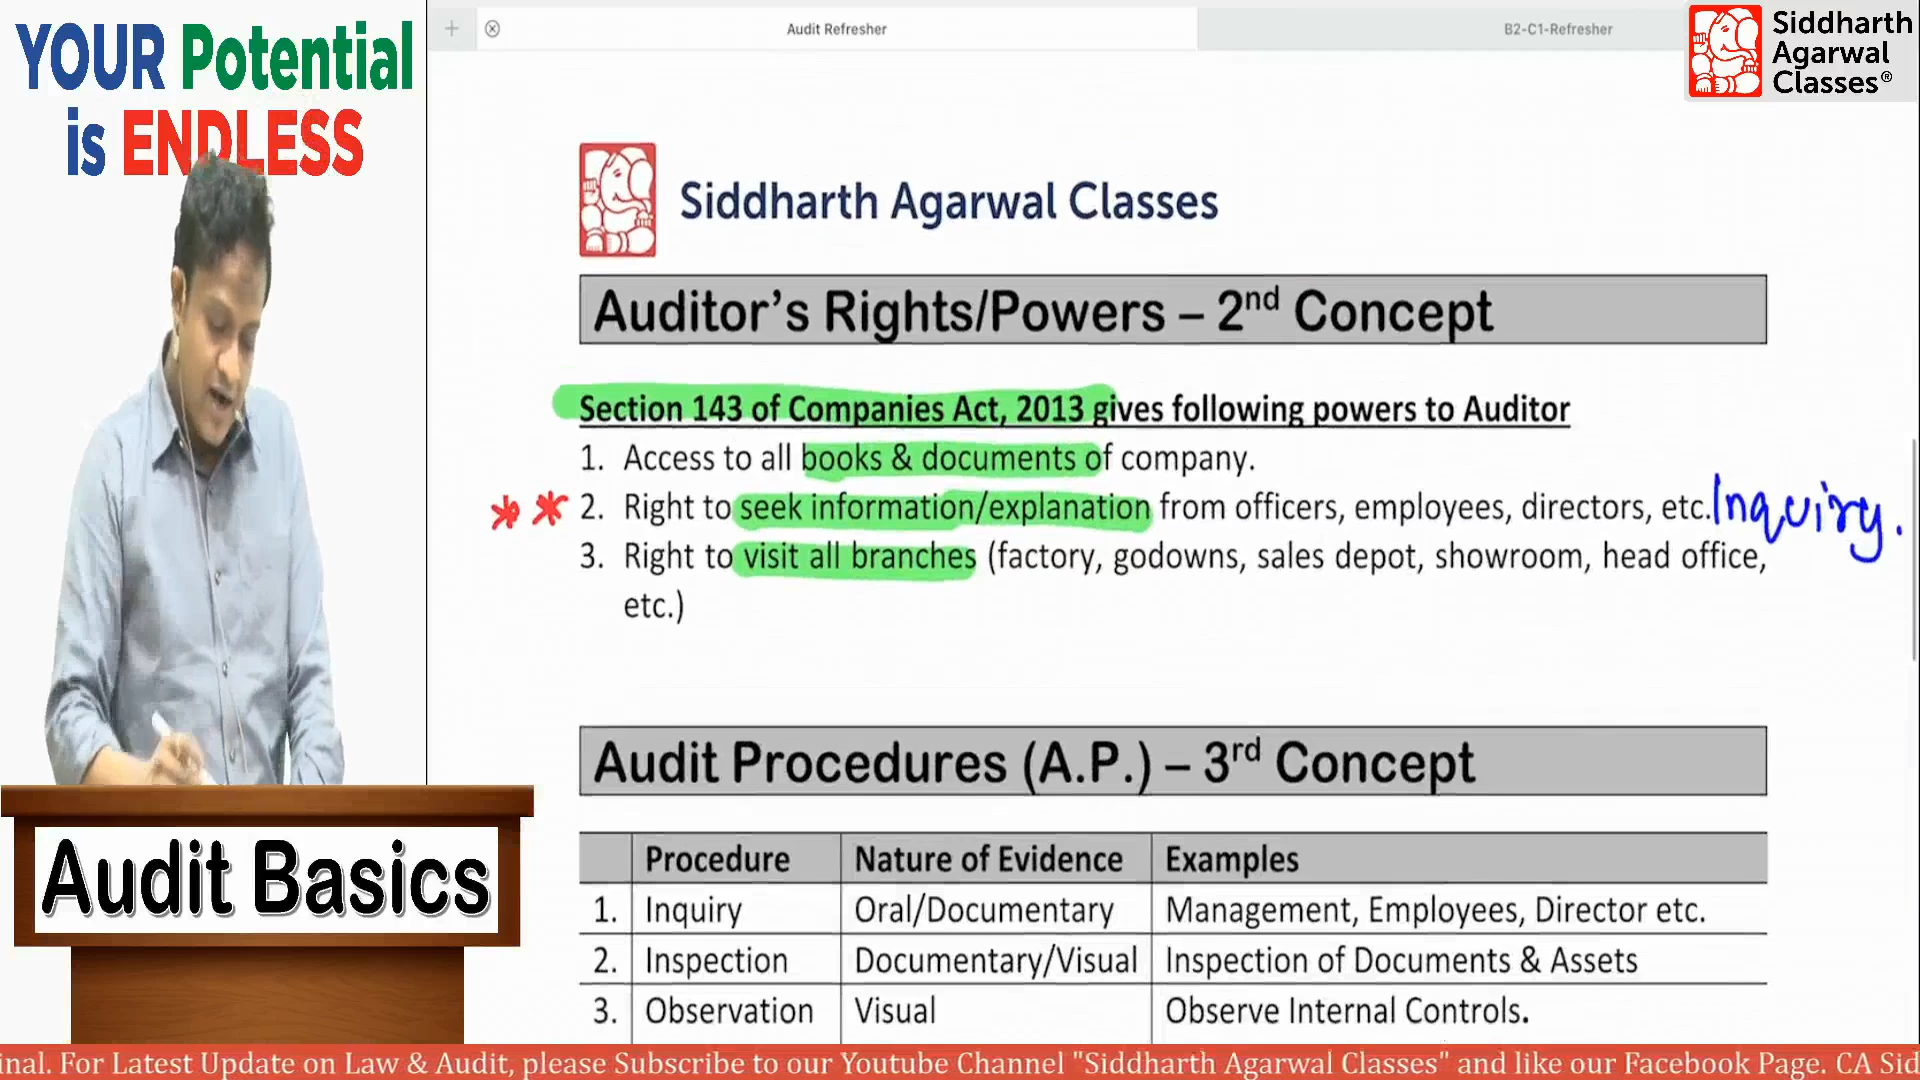 YOUR Potential
is ENDLESS
Audit Refresher
B2-C1-Refresher
Siddharth
Agarwal
Classes®
Siddharth Agarwal Classes
Auditor's Rights/Powers – 2nd Concept
Section 143 of Companies Act, 2013 gives following powers to Auditor
1. Access to all books & documents of company.
** 2. Right to seek information/explanation from officers, employees, directors, etc. Inquiry.
3. Right to visit all branches (factory, godowns, sales depot, showroom, head office,
etc.)
Audit Procedures (A.P.) – 3rd Concept
Procedure Nature of Evidence Examples
1. Inquiry Oral/Documentary Management, Employees, Director etc.
2. Inspection Documentary/Visual Inspection of Documents & Assets
3. Observation Visual Observe Internal Controls.
Audit Basics
inal. For Latest Update on Law & Audit, please Subscribe to our Youtube Channel "Siddharth Agarwal Classes" and like our Facebook Page. CA Sid